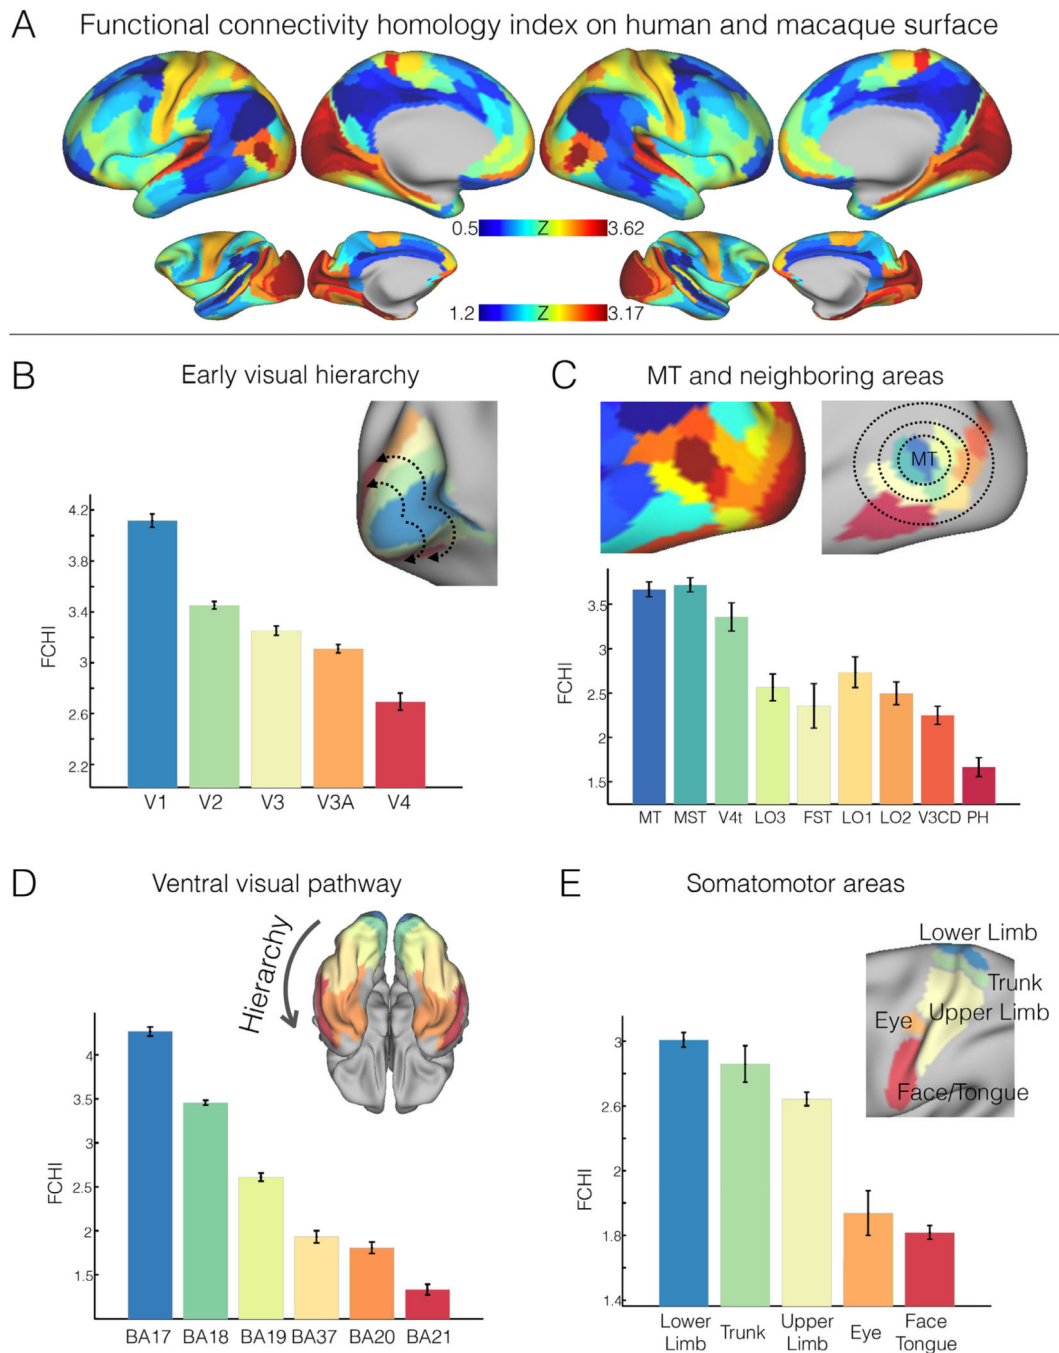 A Functional connectivity homology index on human and macaque surface
0.5 Z 3.62
1.2 Z 3.17
B Early visual hierarchy
4.2
3.8
3.4
3
2.6
2.2
FCHI
V1 V2 V3 V3A V4
C MT and neighboring areas
MT
3.5
3
2.5
2
1.5
FCHI
MT MST V4t LO3 FST LO1 LO2 V3CD PH
D Ventral visual pathway
Hierarchy
4
3.5
3
2.5
2
1.5
FCHI
BA17 BA18 BA19 BA37 BA20 BA21
E Somatomotor areas
Lower Limb
Trunk
Upper Limb
Eye
Face/Tongue
3
2.6
2
1.8
1.4
FCHI
Lower Limb
Trunk
Upper Limb
Eye
Face Tongue